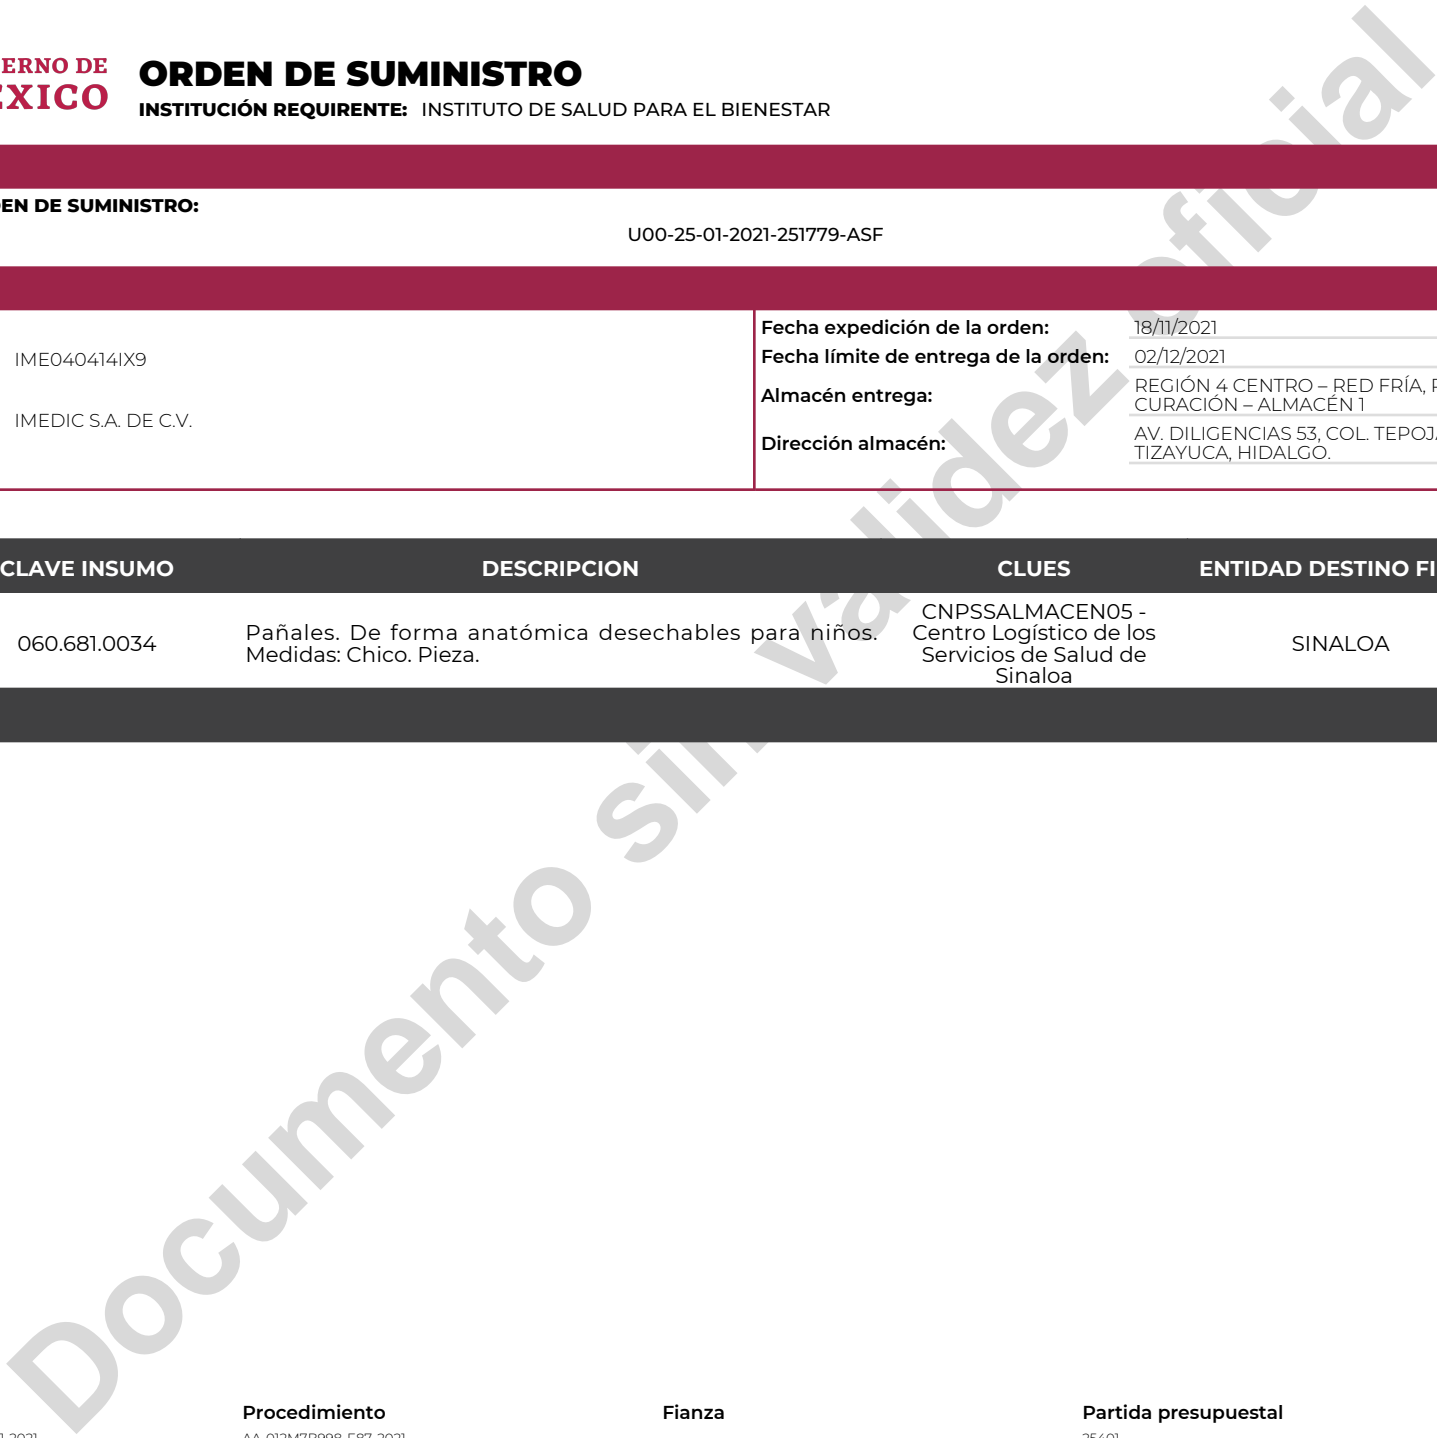 ERNO DE
EXICO
ORDEN DE SUMINISTRO
INSTITUCIÓN REQUIRENTE: INSTITUTO DE SALUD PARA EL BIENESTAR
EN DE SUMINISTRO:
U00-25-01-2021-251779-ASF
IME040414IX9
IMEDIC S.A. DE C.V.
Fecha expedición de la orden: 18/11/2021
Fecha límite de entrega de la orden: 02/12/2021
Almacén entrega: REGIÓN 4 CENTRO – RED FRÍA,
CURACIÓN – ALMACÉN 1
Dirección almacén: AV. DILIGENCIAS 53, COL. TEPOJ
TIZAYUCA, HIDALGO.
CLAVE INSUMO DESCRIPCION CLUES ENTIDAD DESTINO FI
060.681.0034
Pañales. De forma anatómica desechables para niños.
Medidas: Chico. Pieza.
CNPSSALMACEN05 -
Centro Logístico de los
Servicios de Salud de
Sinaloa
SINALOA
Documento sin validez oficial
Procedimiento Fianza Partida presupuestal